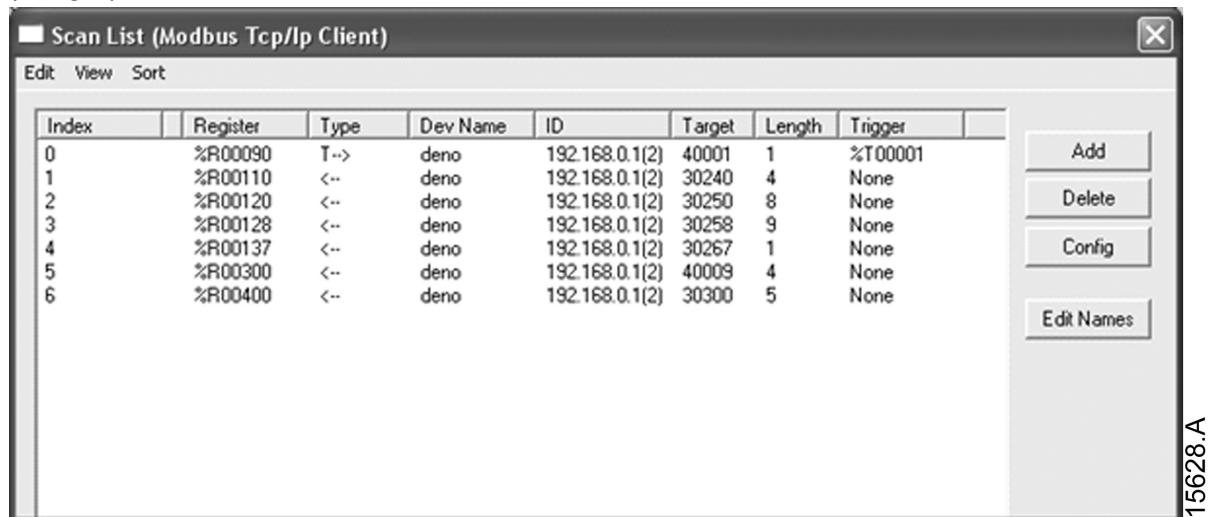 Scan List (Modbus Tcp/Ip Client)
Edit View Sort
Index Register Type Dev Name ID Target Length Trigger
0 %R00090 T--> deno 192.168.0.1(2) 40001 1 %T00001
1 %R00110 <-- deno 192.168.0.1(2) 30240 4 None
2 %R00120 <-- deno 192.168.0.1(2) 30250 8 None
3 %R00128 <-- deno 192.168.0.1(2) 30258 9 None
4 %R00137 <-- deno 192.168.0.1(2) 30267 1 None
5 %R00300 <-- deno 192.168.0.1(2) 40009 4 None
6 %R00400 <-- deno 192.168.0.1(2) 30300 5 None
Add
Delete
Config
Edit Names
15628.A